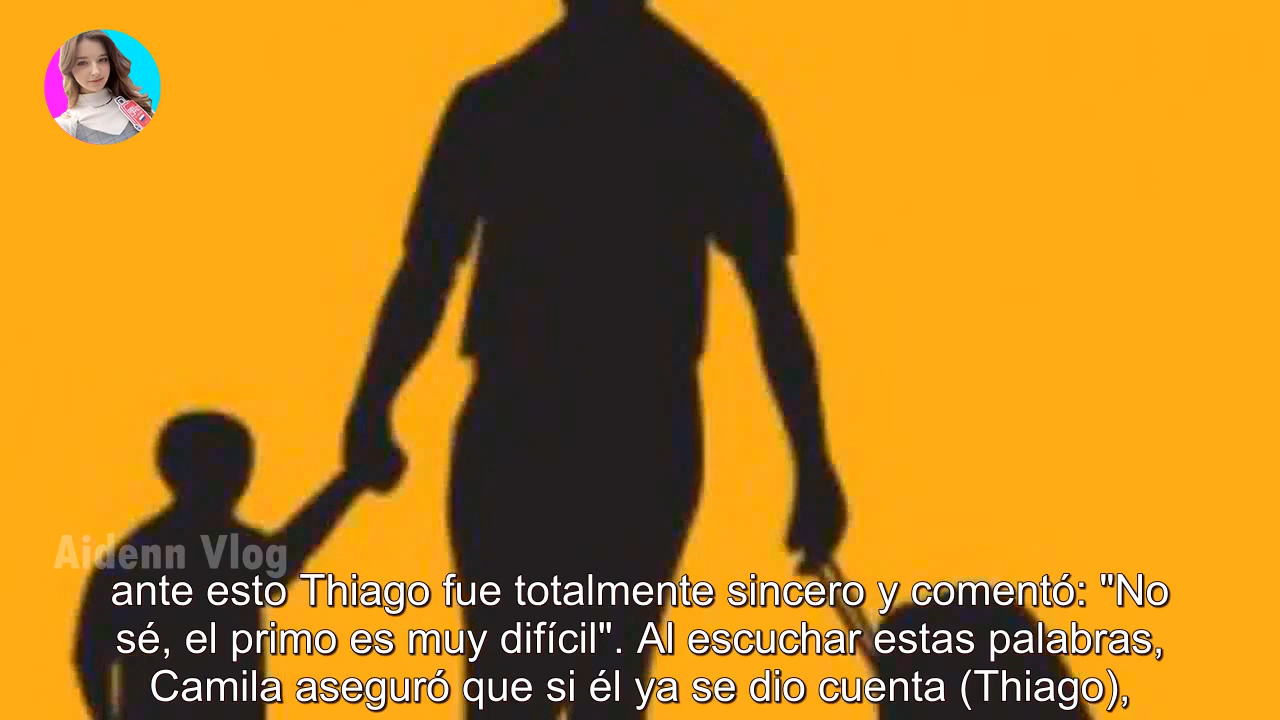 Aidenn Vlog
ante esto Thiago fue totalmente sincero y comentó: "No
sé, el primo es muy difícil". Al escuchar estas palabras,
Camila aseguró que si él ya se dio cuenta (Thiago),